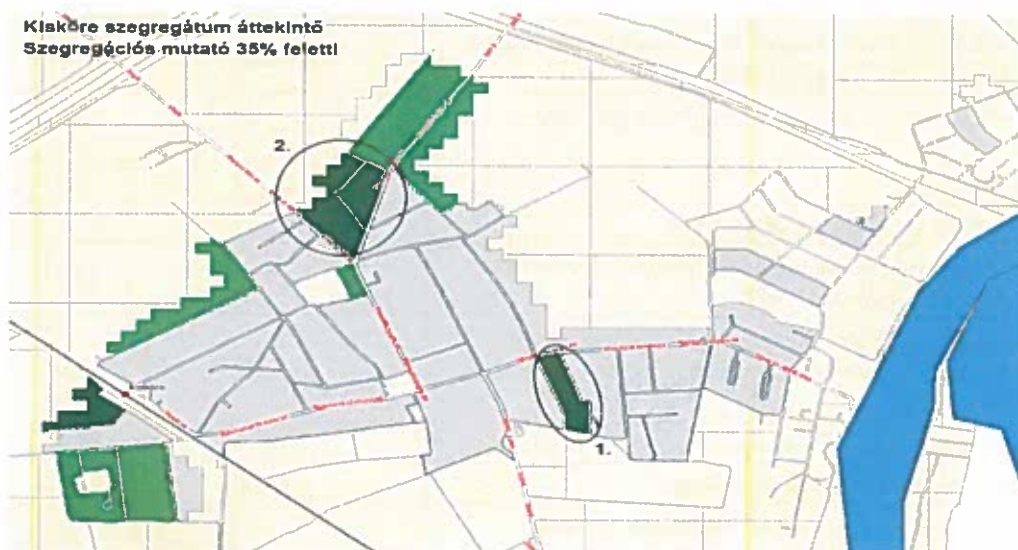 Kisköre szegregátum áttekintő
Szegregációs mutató 35% feletti
2.
1.